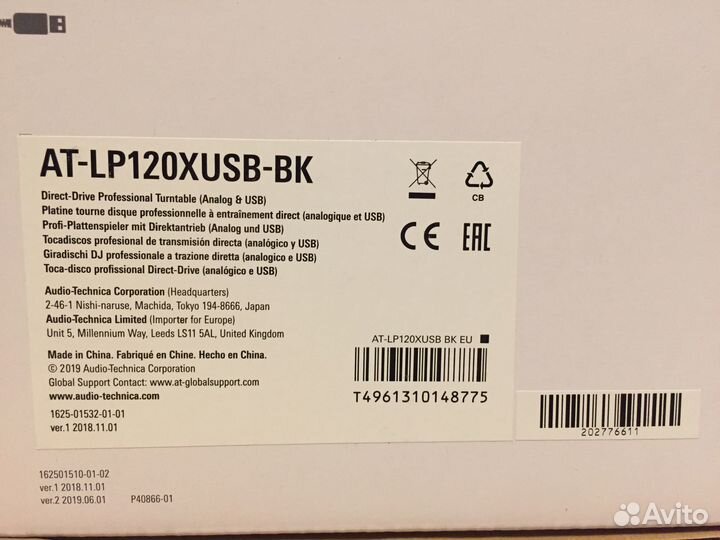 AT-LP120XUSB-BK
Direct-Drive Professional Turntable (Analog & USB)
Platine tourne disque professionnelle à entraînement direct (analogique et USB)
Profi-Plattenspieler mit Direktantrieb (Analog und USB)
Tocadiscos profesional de transmisión directa (analógico y USB)
Giradischi DJ professionale a trazione diretta (analogico e USB)
Toca-disco profissional Direct-Drive (analógico e USB)
CB
CE EAC
Audio-Technica Corporation (Headquarters)
2-46-1 Nishi-naruse, Machida, Tokyo 194-8666, Japan
Audio-Technica Limited (Importer for Europe)
Unit 5, Millennium Way, Leeds LS11 5AL, United Kingdom
AT-LP120XUSB BK EU
Made in China. Fabriqué en Chine. Hecho en China.
© 2019 Audio-Technica Corporation
Global Support Contact: www.at-globalsupport.com
www.audio-technica.com
T4961310148775
1625-01532-01-01
ver.1 2018.11.01
202776611
162501510-01-02
ver.1 2018.11.01
ver.2 2019.06.01 P40866-01
Avito